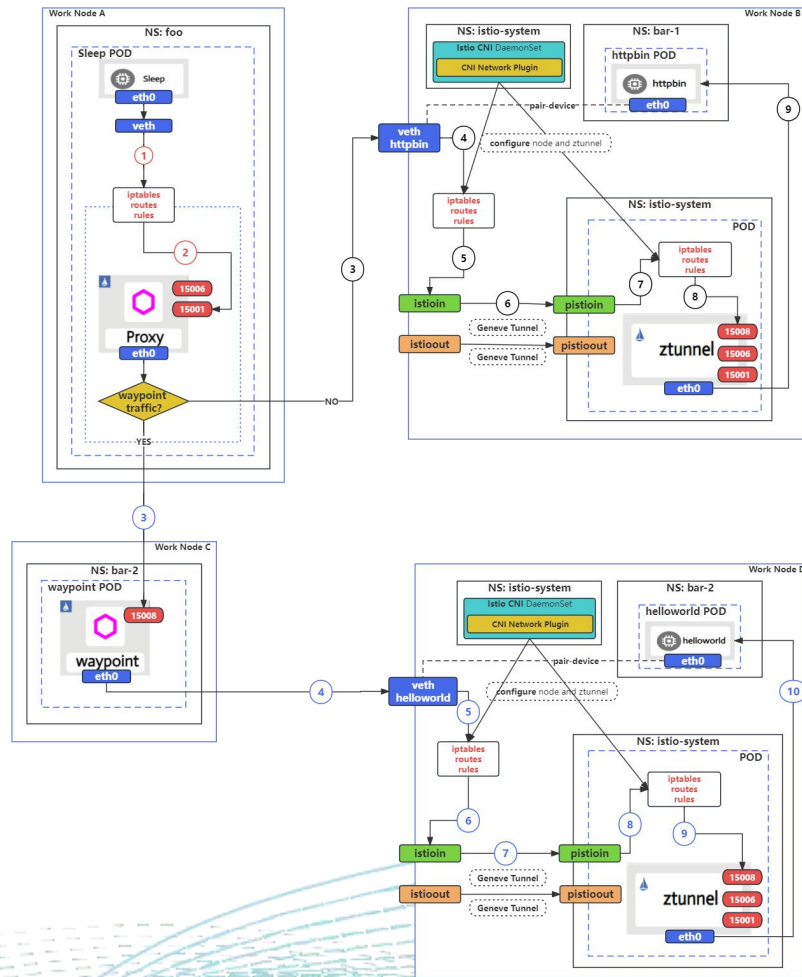 Work Node A
NS: foo
Sleep POD
Sleep
eth0
veth
1
iptables
routes
rules
2
15006
15001
Proxy
eth0
waypoint
traffic?
NO
YES
3
3
Work Node B
NS: istio-system
Istio CNI DaemonSet
CNI Network Plugin
NS: bar-1
httpbin POD
httpbin
eth0
pair-device
9
veth
httpbin
4
configure node and ztunnel
iptables
routes
rules
5
NS: istio-system
POD
iptables
routes
rules
7
8
istioin
6
pistioin
Geneve Tunnel
istioout
pistioout
Geneve Tunnel
15008
15006
15001
ztunnel
eth0
Work Node C
NS: bar-2
waypoint POD
15008
waypoint
eth0
4
Work Node D
NS: istio-system
Istio CNI DaemonSet
CNI Network Plugin
NS: bar-2
helloworld POD
helloworld
eth0
pair-device
10
veth
helloworld
5
configure node and ztunnel
iptables
routes
rules
6
NS: istio-system
POD
iptables
routes
rules
8
9
istioin
7
pistioin
Geneve Tunnel
istioout
pistioout
Geneve Tunnel
15008
15006
15001
ztunnel
eth0